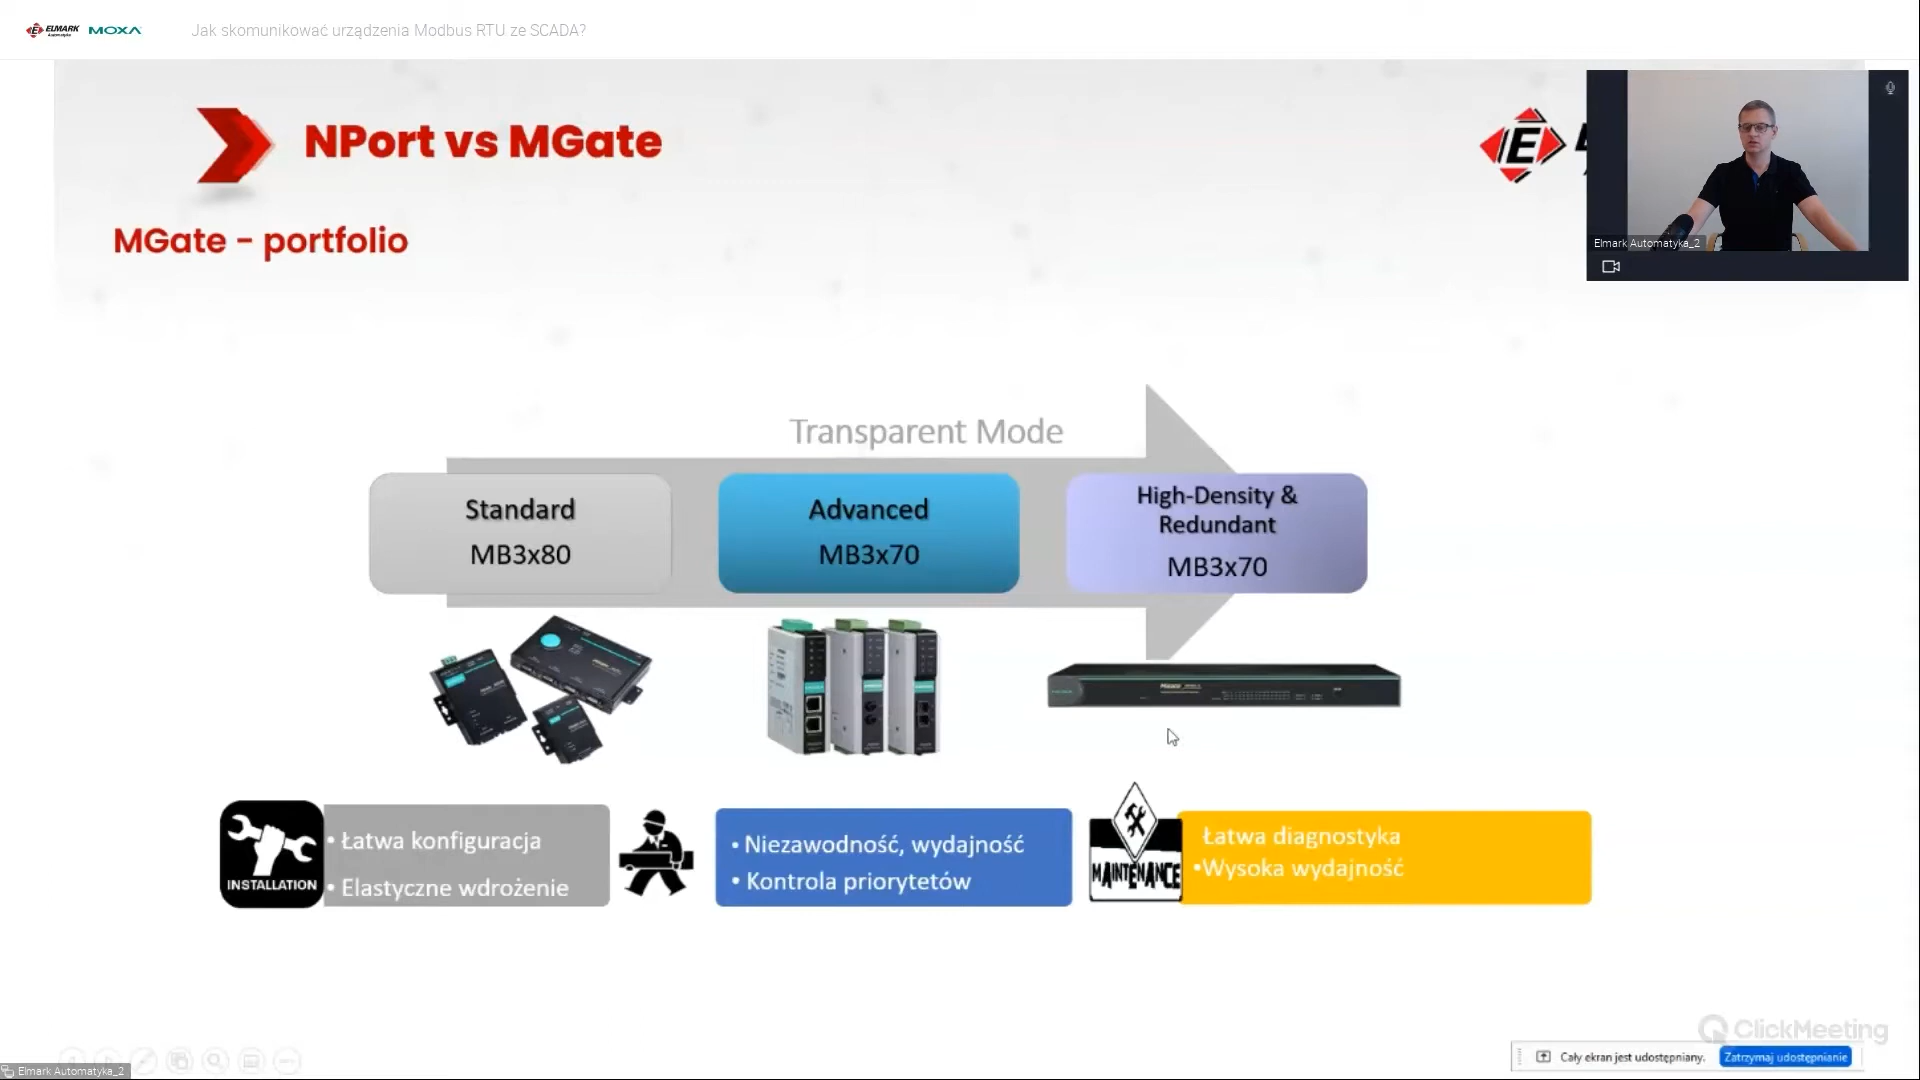 ELMARK
Automatyka
MOXA
Jak skomunikować urządzenia Modbus RTU ze SCADA?
NPort vs MGate
E
MGate - portfolio
Elmark Automatyka_2
Transparent Mode
Standard
MB3x80
Advanced
MB3x70
High-Density &
Redundant
MB3x70
INSTALLATION
• Łatwa konfiguracja
• Elastyczne wdrożenie
• Niezawodność, wydajność
• Kontrola priorytetów
MAINTENANCE
Łatwa diagnostyka
•Wysoka wydajność
ClickMeeting
Cały ekran jest udostępniany.
Zatrzymaj udostępnianie
Elmark Automatyka_2